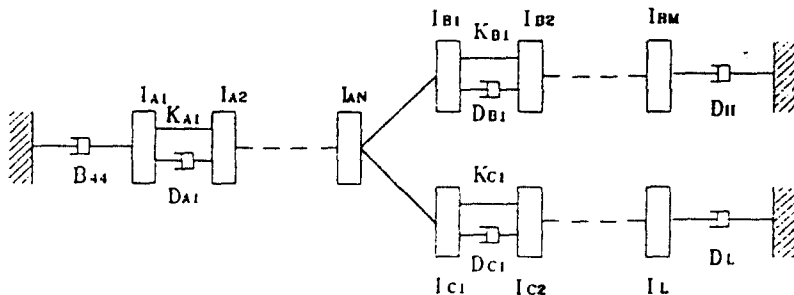 IB1 KB1 IB2 IBM
DB1 DH
IA1 KA1 IA2 IAN
B44 DA1
KC1
DC1 DL
IC1 IC2 IL